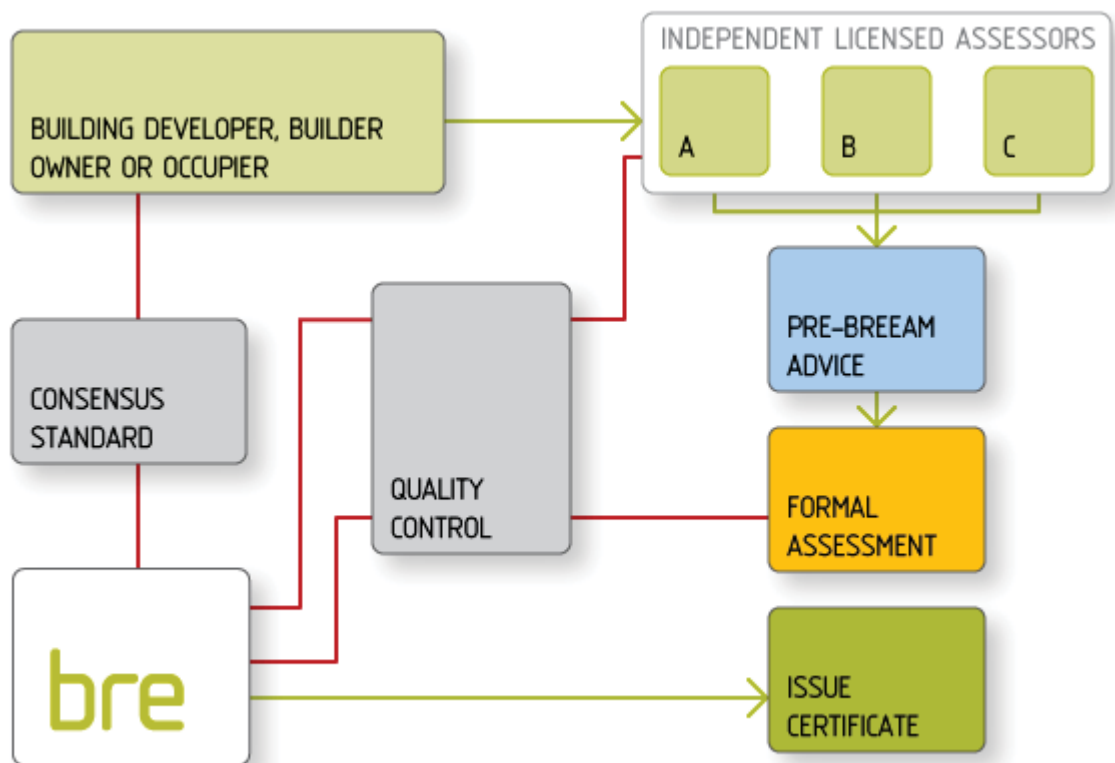 INDEPENDENT LICENSED ASSESSORS
BUILDING DEVELOPER, BUILDER
OWNER OR OCCUPIER
A
B
C
PRE-BREEAM
ADVICE
CONSENSUS
STANDARD
QUALITY
CONTROL
FORMAL
ASSESSMENT
bre
ISSUE
CERTIFICATE